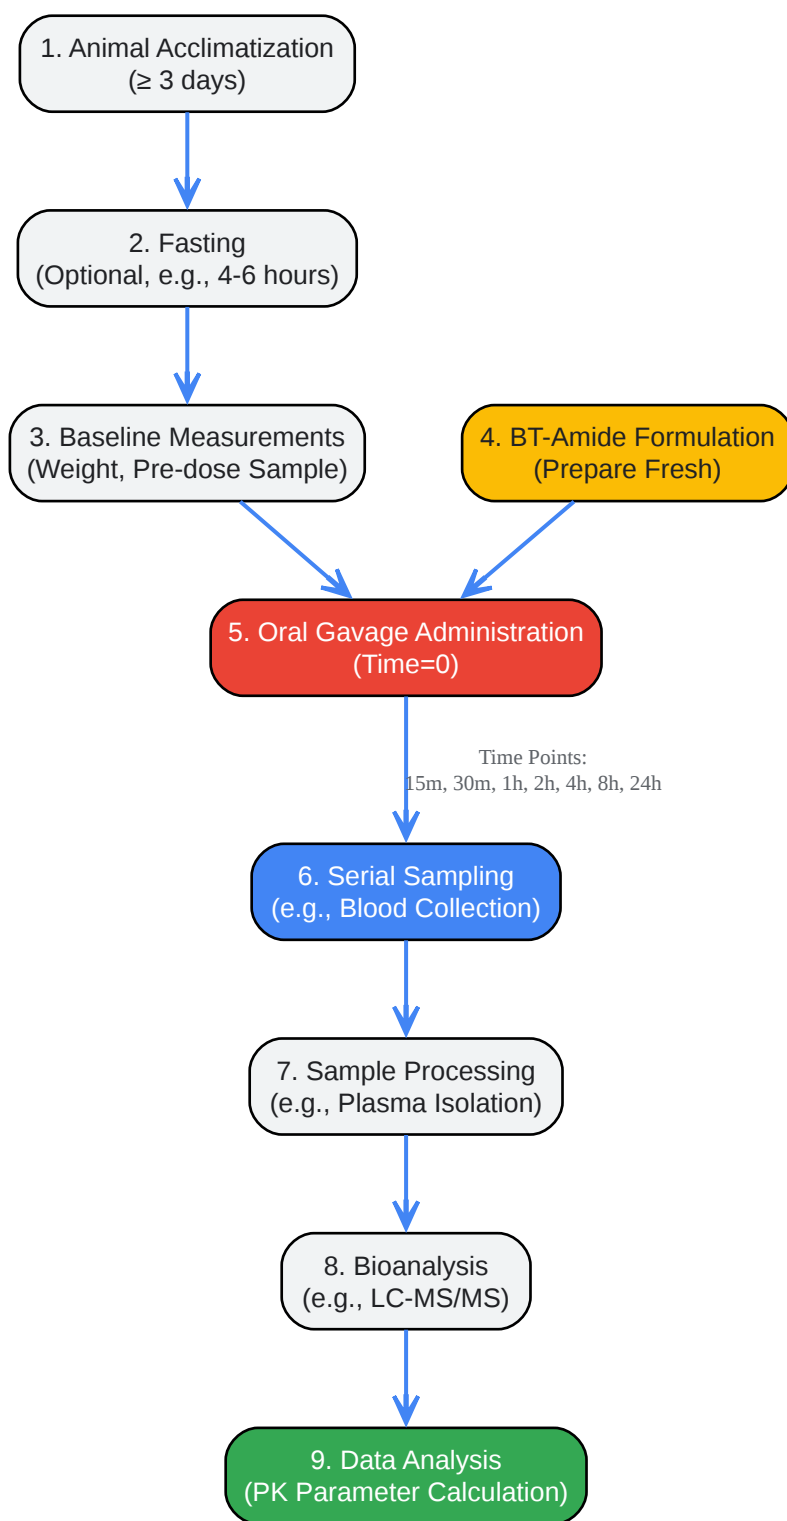 1. Animal Acclimatization
(≥ 3 days)
2. Fasting
(Optional, e.g., 4-6 hours)
3. Baseline Measurements
(Weight, Pre-dose Sample)
4. BT-Amide Formulation
(Prepare Fresh)
5. Oral Gavage Administration
(Time=0)
Time Points:
15m, 30m, 1h, 2h, 4h, 8h, 24h
6. Serial Sampling
(e.g., Blood Collection)
7. Sample Processing
(e.g., Plasma Isolation)
8. Bioanalysis
(e.g., LC-MS/MS)
9. Data Analysis
(PK Parameter Calculation)